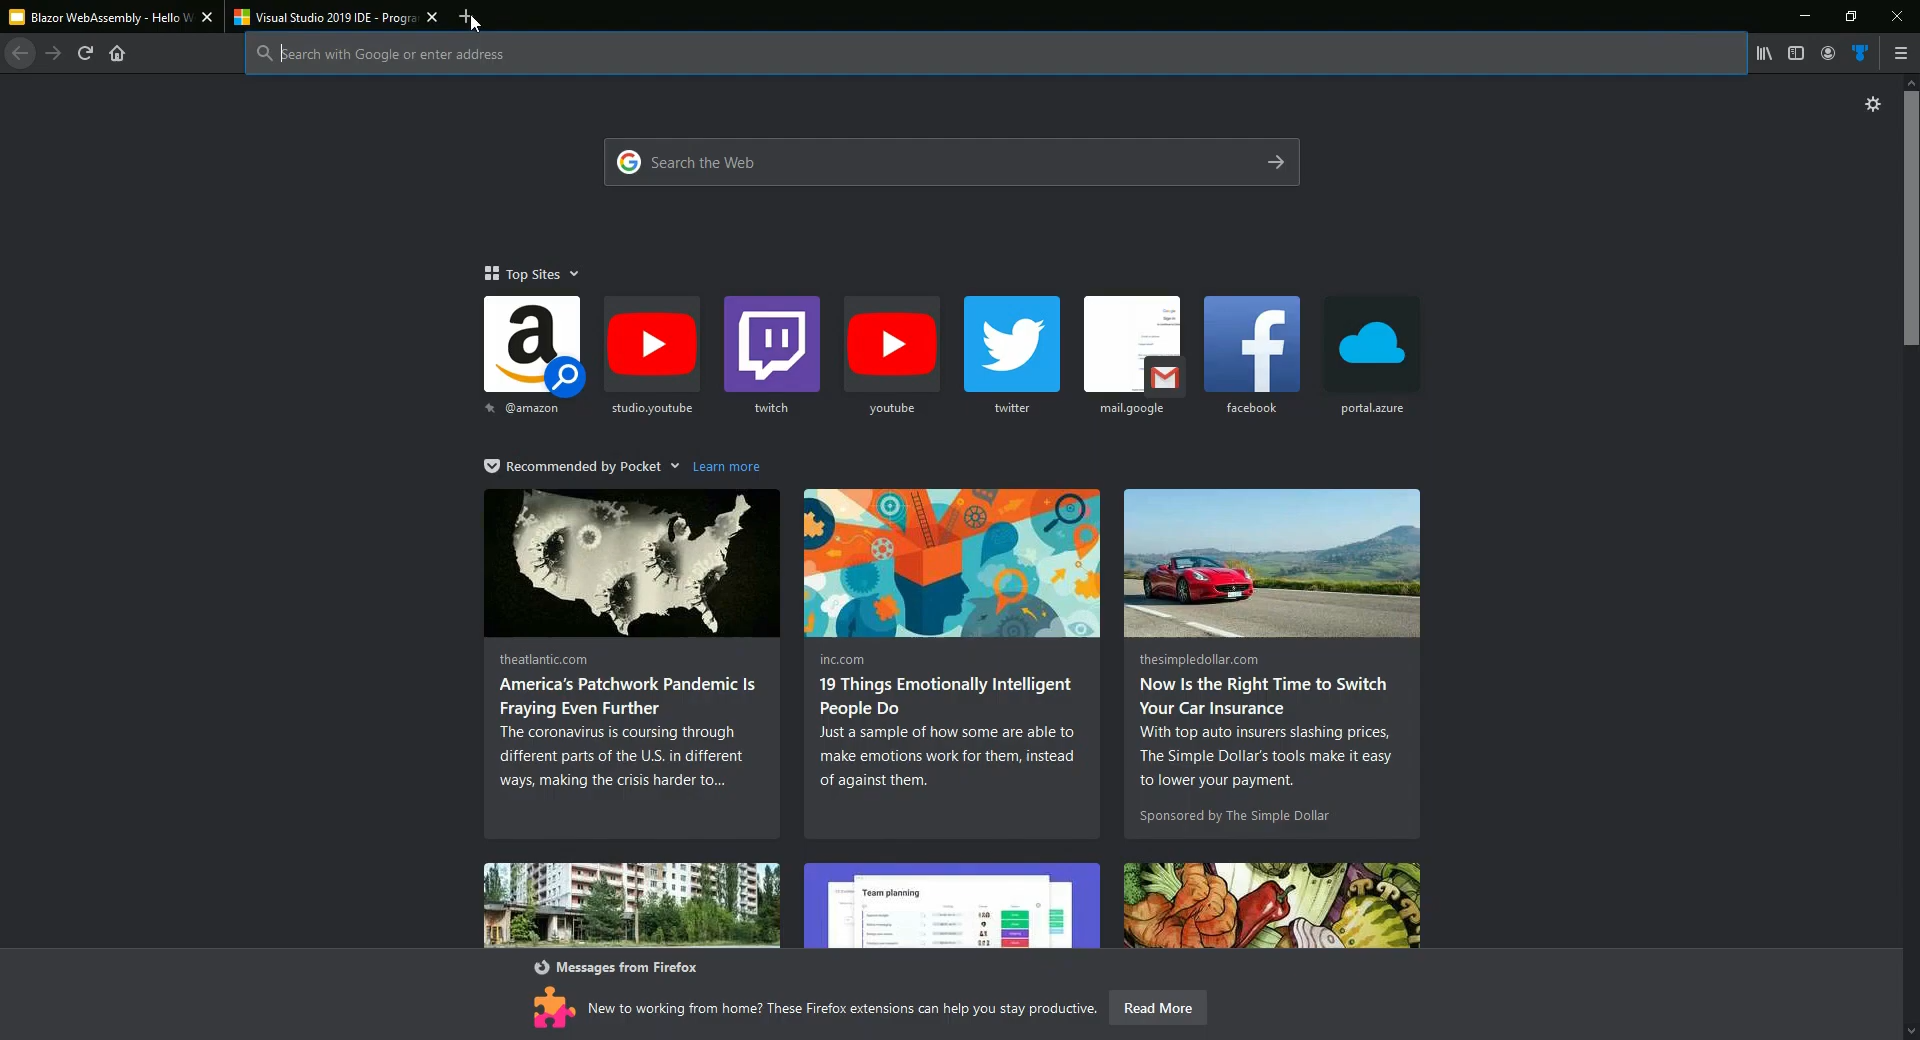 Blazor WebAssembly - Hello W
Visual Studio 2019 IDE - Progra
Search with Google or enter address
Search the Web
Top Sites
@amazon
studio.youtube
twitch
youtube
twitter
mail.google
facebook
portal.azure
Recommended by Pocket
Learn more
theatlantic.com
America's Patchwork Pandemic Is
Fraying Even Further
The coronavirus is coursing through
different parts of the U.S. in different
ways, making the crisis harder to...
inc.com
19 Things Emotionally Intelligent
People Do
Just a sample of how some are able to
make emotions work for them, instead
of against them.
thesimpledollar.com
Now Is the Right Time to Switch
Your Car Insurance
With top auto insurers slashing prices,
The Simple Dollar's tools make it easy
to lower your payment.
Sponsored by The Simple Dollar
Team planning
Messages from Firefox
New to working from home? These Firefox extensions can help you stay productive.
Read More